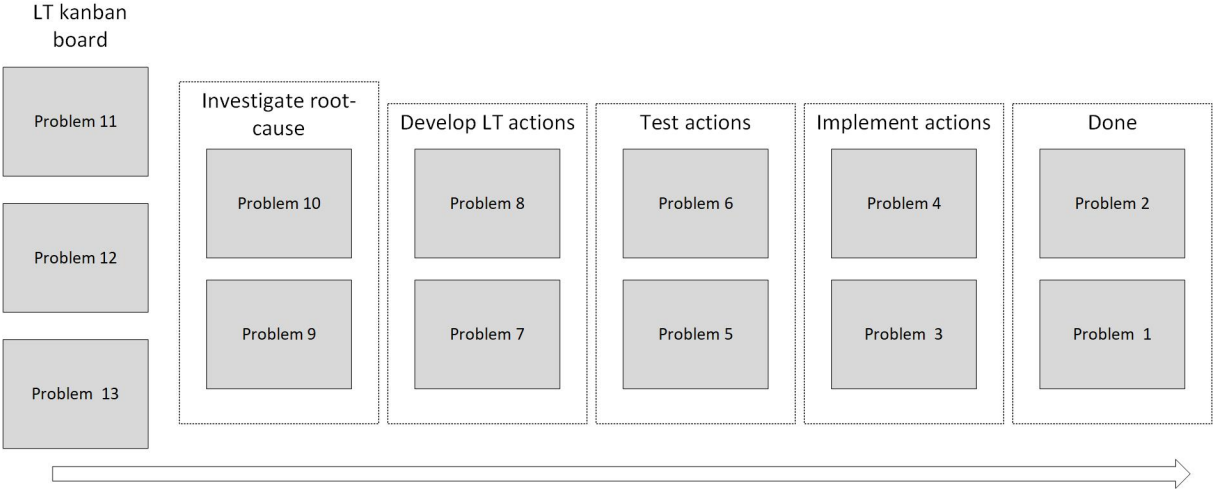 LT kanban
board
Problem 11
Problem 12
Problem 13
Investigate root-
cause
Problem 10
Problem 9
Develop LT actions
Problem 8
Problem 7
Test actions
Problem 6
Problem 5
Implement actions
Problem 4
Problem 3
Done
Problem 2
Problem 1